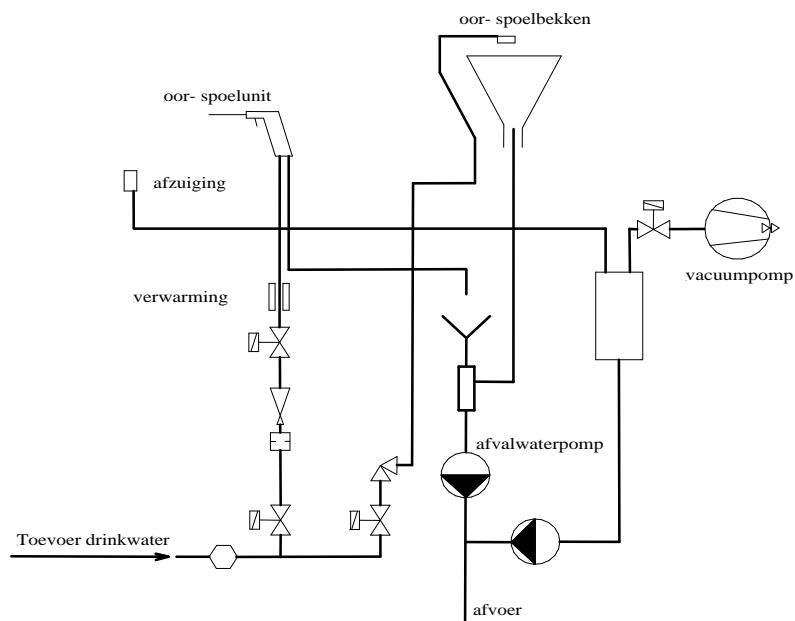 oor- spoelbekken
oor- spoelunit
afzuiging
vacuumpomp
verwarming
afvalwaterpomp
Toevoer drinkwater
afvoer